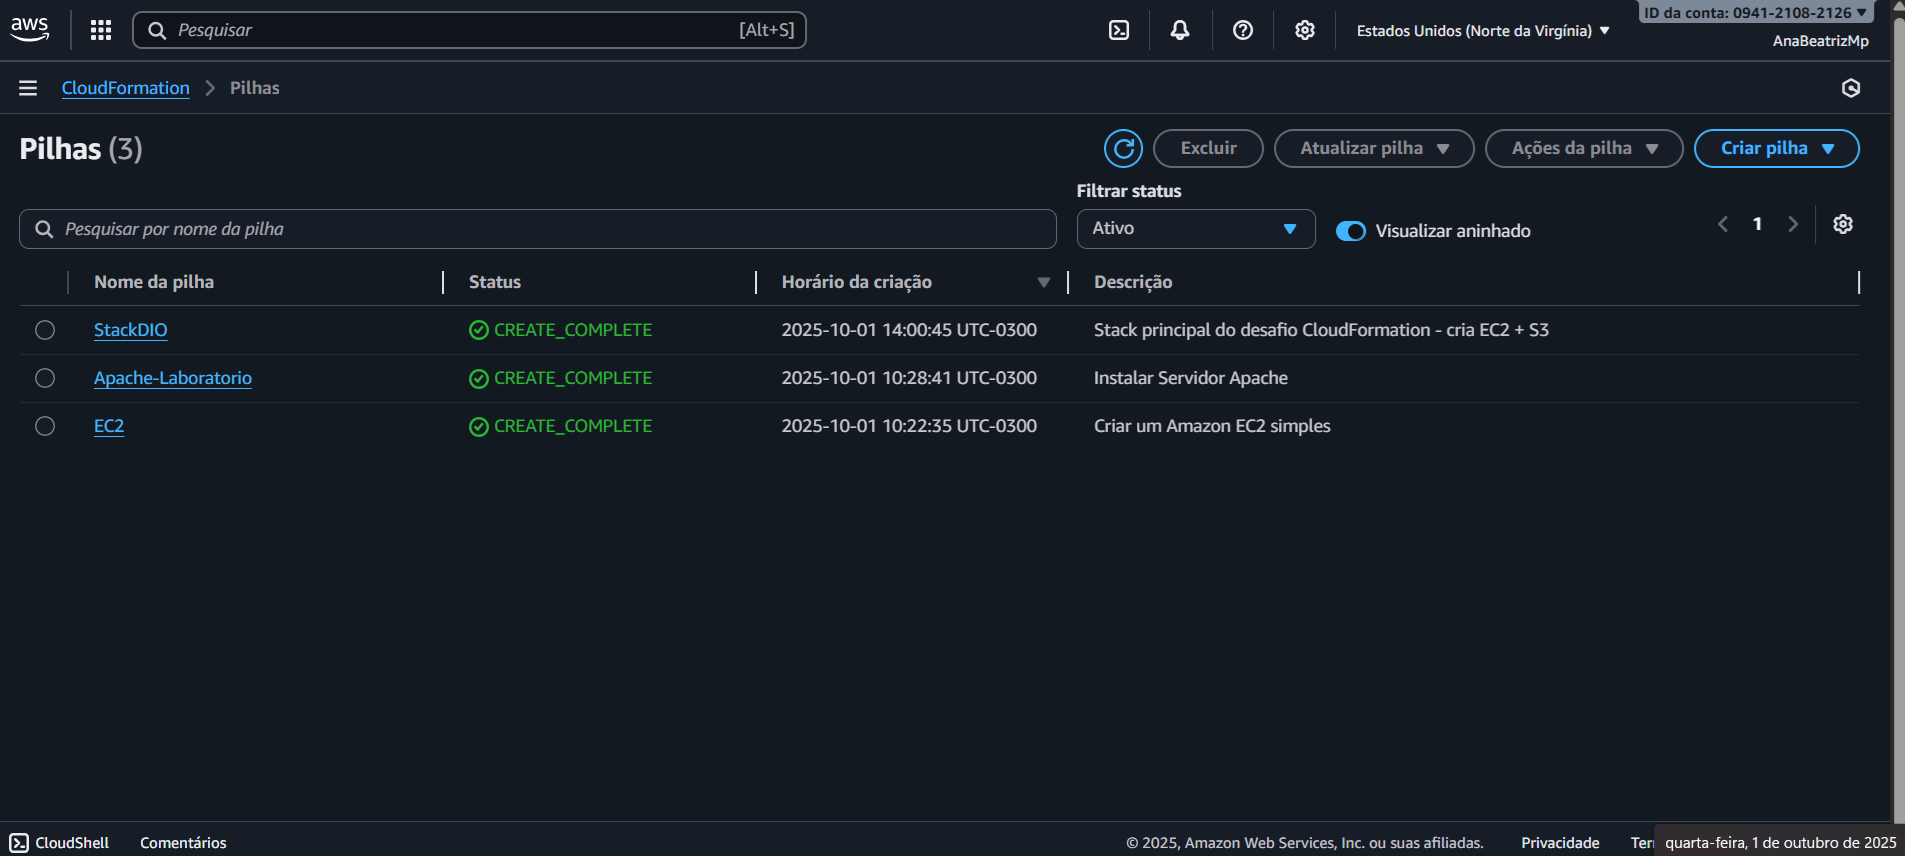 aws
Pesquisar [Alt+S]
Estados Unidos (Norte da Virgínia)
ID da conta: 0941-2108-2126
AnaBeatrizMp
CloudFormation > Pilhas
Pilhas (3)
Excluir
Atualizar pilha
Ações da pilha
Criar pilha
Filtrar status
Pesquisar por nome da pilha
Ativo
Visualizar aninhado
1
Nome da pilha Status Horário da criação Descrição
StackDIO CREATE_COMPLETE 2025-10-01 14:00:45 UTC-0300 Stack principal do desafio CloudFormation - cria EC2 + S3
Apache-Laboratorio CREATE_COMPLETE 2025-10-01 10:28:41 UTC-0300 Instalar Servidor Apache
EC2 CREATE_COMPLETE 2025-10-01 10:22:35 UTC-0300 Criar um Amazon EC2 simples
CloudShell Comentários © 2025, Amazon Web Services, Inc. ou suas afiliadas. Privacidade
quarta-feira, 1 de outubro de 2025